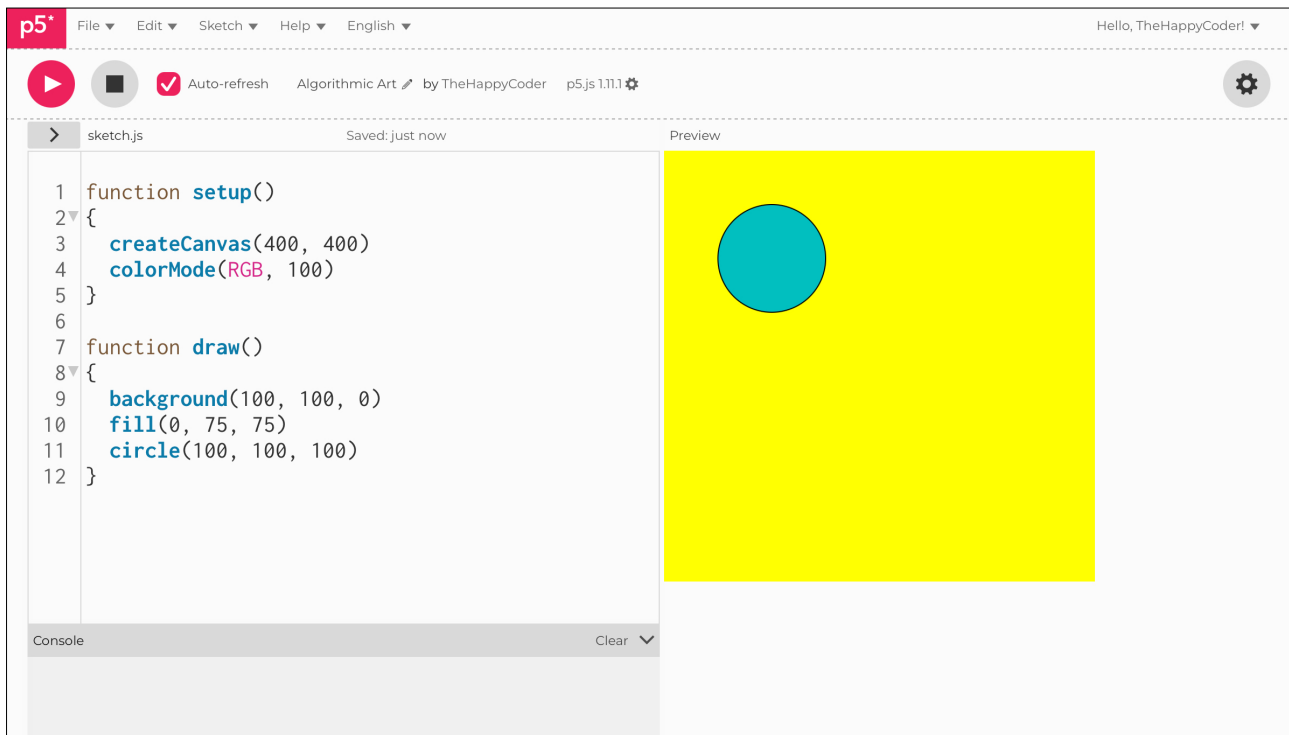 p5* File Edit Sketch Help English Hello, TheHappyCoder!
Auto-refresh Algorithmic Art by TheHappyCoder p5.js 1.11.1
sketch.js Saved: just now Preview
1 function setup()
2 {
3 createCanvas(400, 400)
4 colorMode(RGB, 100)
5 }
6
7 function draw()
8 {
9 background(100, 100, 0)
10 fill(0, 75, 75)
11 circle(100, 100, 100)
12 }
Console Clear